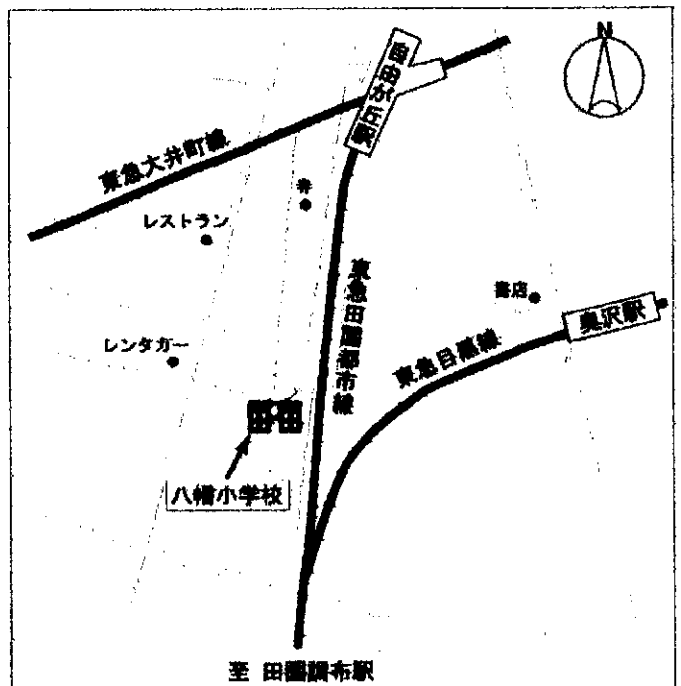 N
自由が丘駅
東急大井町線
寺
レストラン
東急田園都市線
書店
奥沢駅
レンタカー
東急目黒線
八幡小学校
至 田園調布駅